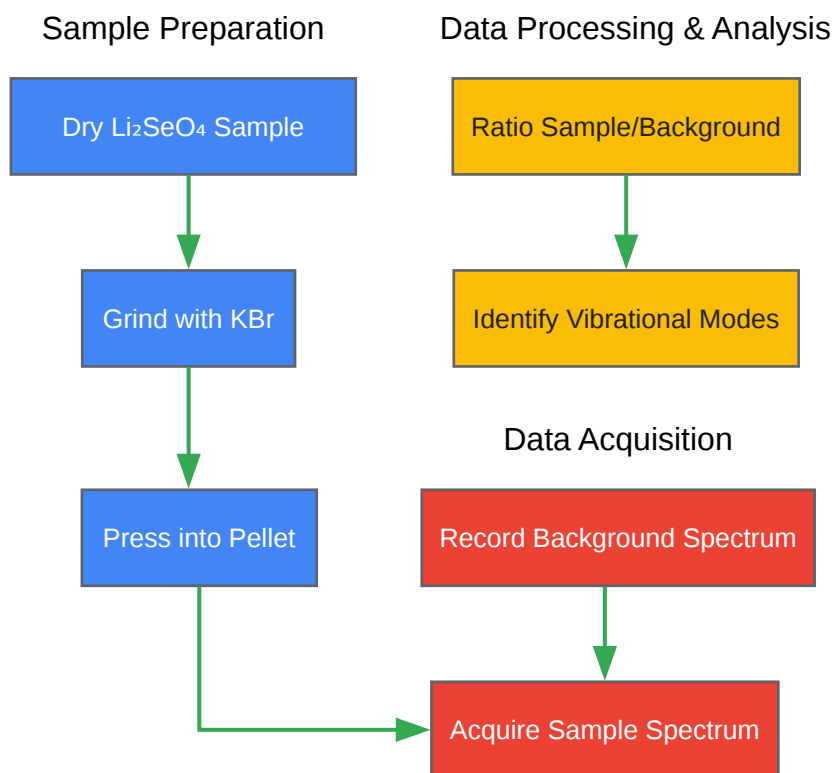 Sample Preparation
Dry Li₂SeO₄ Sample
Grind with KBr
Press into Pellet
Data Processing & Analysis
Ratio Sample/Background
Identify Vibrational Modes
Data Acquisition
Record Background Spectrum
Acquire Sample Spectrum